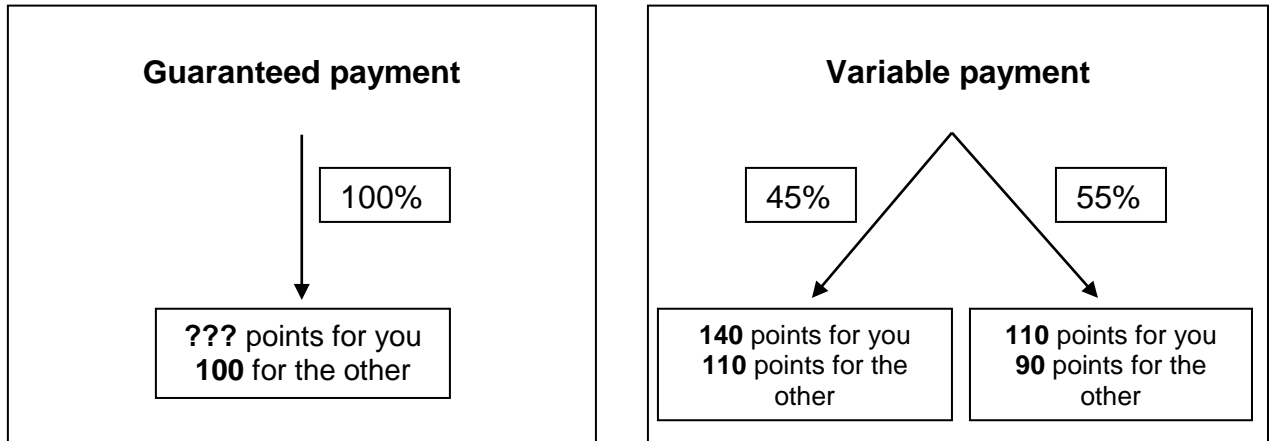 Guaranteed payment
100%
??? points for you
100 for the other
Variable payment
45%
55%
140 points for you
110 points for the
other
110 points for you
90 points for the
other